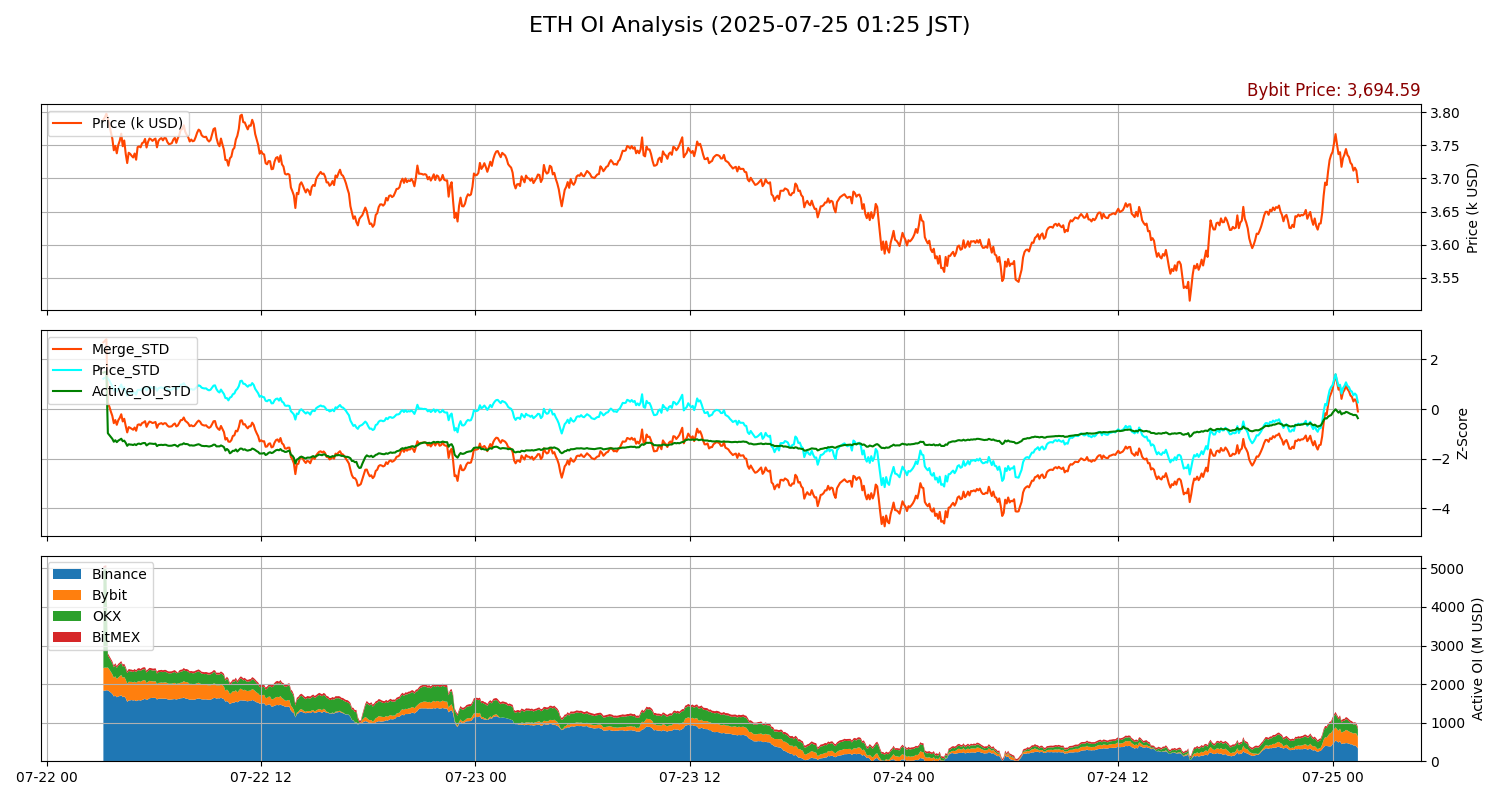 ETH OI Analysis (2025-07-25 01:25 JST)
Bybit Price: 3,694.59
Price (k USD)
3.80
3.75
3.70
3.65
3.60
3.55
Price (k USD)
Merge_STD
Price_STD
Active_OI_STD
2
0
−2
−4
Z-Score
Binance
Bybit
OKX
BitMEX
5000
4000
3000
2000
1000
0
Active OI (M USD)
07-22 00
07-22 12
07-23 00
07-23 12
07-24 00
07-24 12
07-25 00